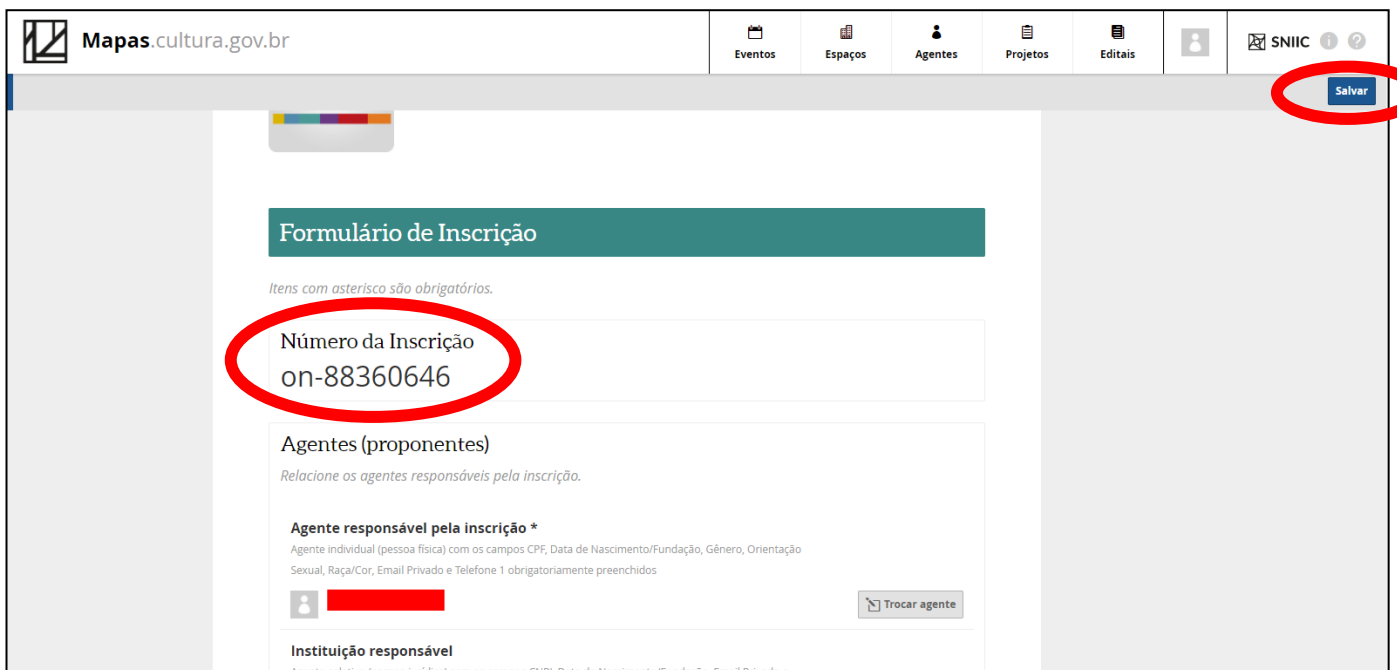 Mapas.cultura.gov.br
Eventos
Espaços
Agentes
Projetos
Editais
SNIIC
Salvar
Formulário de Inscrição
Itens com asterisco são obrigatórios.
Número da Inscrição
on-88360646
Agentes (proponentes)
Relacione os agentes responsáveis pela inscrição.
Agente responsável pela inscrição *
Agente individual (pessoa física) com os campos CPF, Data de Nascimento/Fundação, Gênero, Orientação
Sexual, Raça/Cor, Email Privado e Telefone 1 obrigatoriamente preenchidos
Trocar agente
Instituição responsável